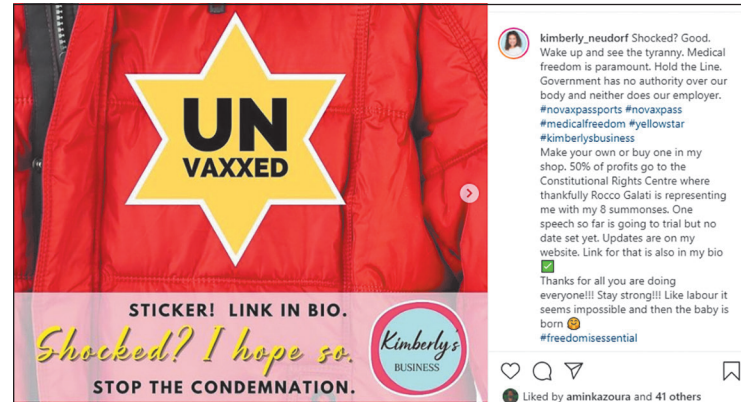 UN
VAXXED
STICKER! LINK IN BIO.
Shocked? I hope so.
STOP THE CONDEMNATION.
Kimberly's
BUSINESS
kimberly_neudorf Shocked? Good.
Wake up and see the tyranny. Medical
freedom is paramount. Hold the Line.
Government has no authority over our
body and neither does our employer.
#novaxpassports #novaxpass
#medicalfreedom #yellowstar
#kimberlysbusiness
Make your own or buy one in my
shop. 50% of profits go to the
Constitutional Rights Centre where
thankfully Rocco Galati is representing
me with my 8 summonses. One
speech so far is going to trial but no
date set yet. Updates are on my
website. Link for that is also in my bio
✅
Thanks for all you are doing
everyone!!! Stay strong!!! Like labour it
seems impossible and then the baby is
born 😊
#freedomisessential
Liked by aminkazoura and 41 others